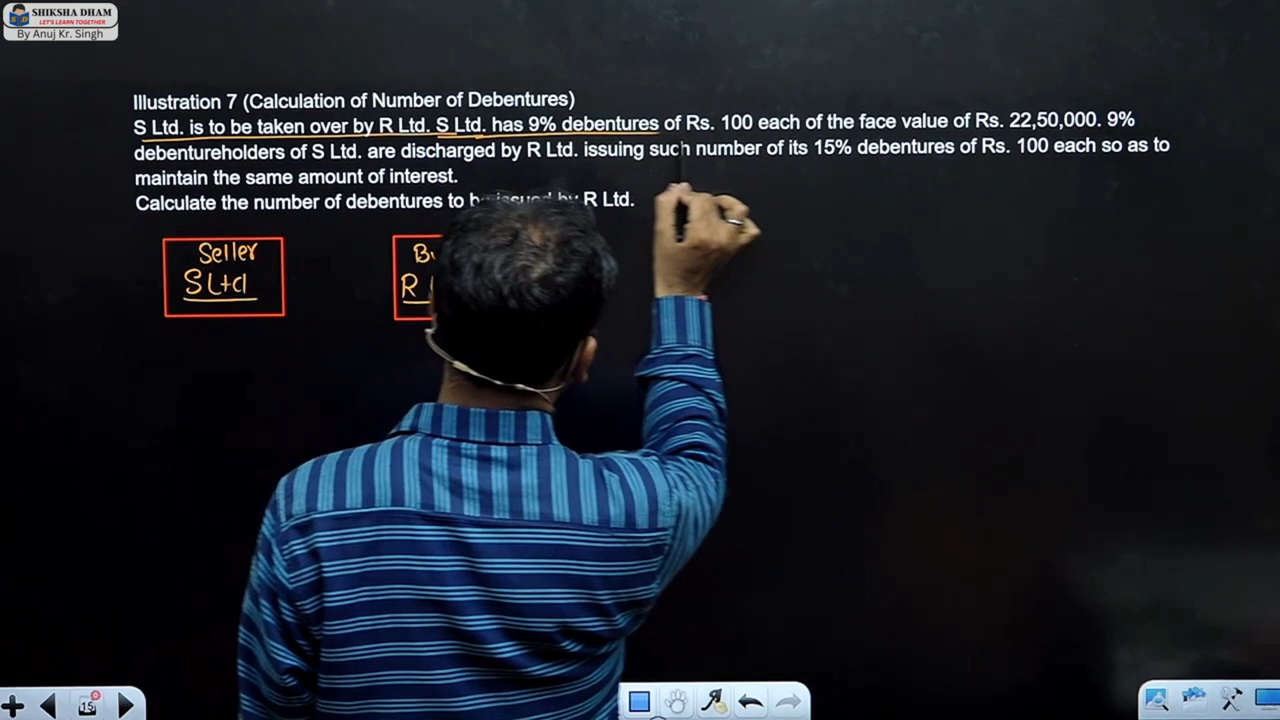 SHIKSHA DHAM
LET'S LEARN TOGETHER
By Anuj Kr. Singh
Illustration 7 (Calculation of Number of Debentures)
S Ltd. is to be taken over by R Ltd. S Ltd. has 9% debentures of Rs. 100 each of the face value of Rs. 22,50,000. 9%
debentureholders of S Ltd. are discharged by R Ltd. issuing such number of its 15% debentures of Rs. 100 each so as to
maintain the same amount of interest.
Calculate the number of debentures to be issued by R Ltd.
Seller
S Ltd
R
15